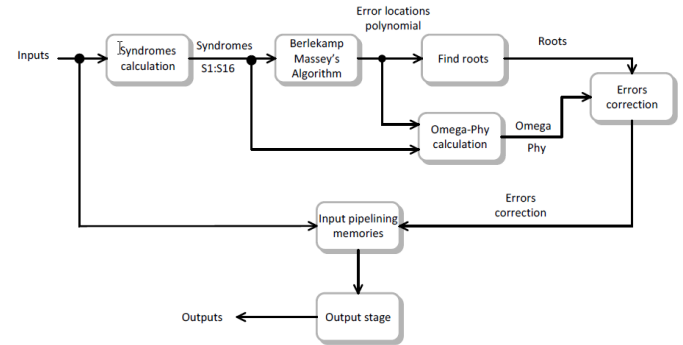 Error locations
polynomial
Inputs
Syndromes
calculation
Syndromes
S1:S16
Berlekamp
Massey's
Algorithm
Find roots
Roots
Errors
correction
Omega-Phy
calculation
Omega
Phy
Errors
correction
Input pipelining
memories
Outputs
Output stage